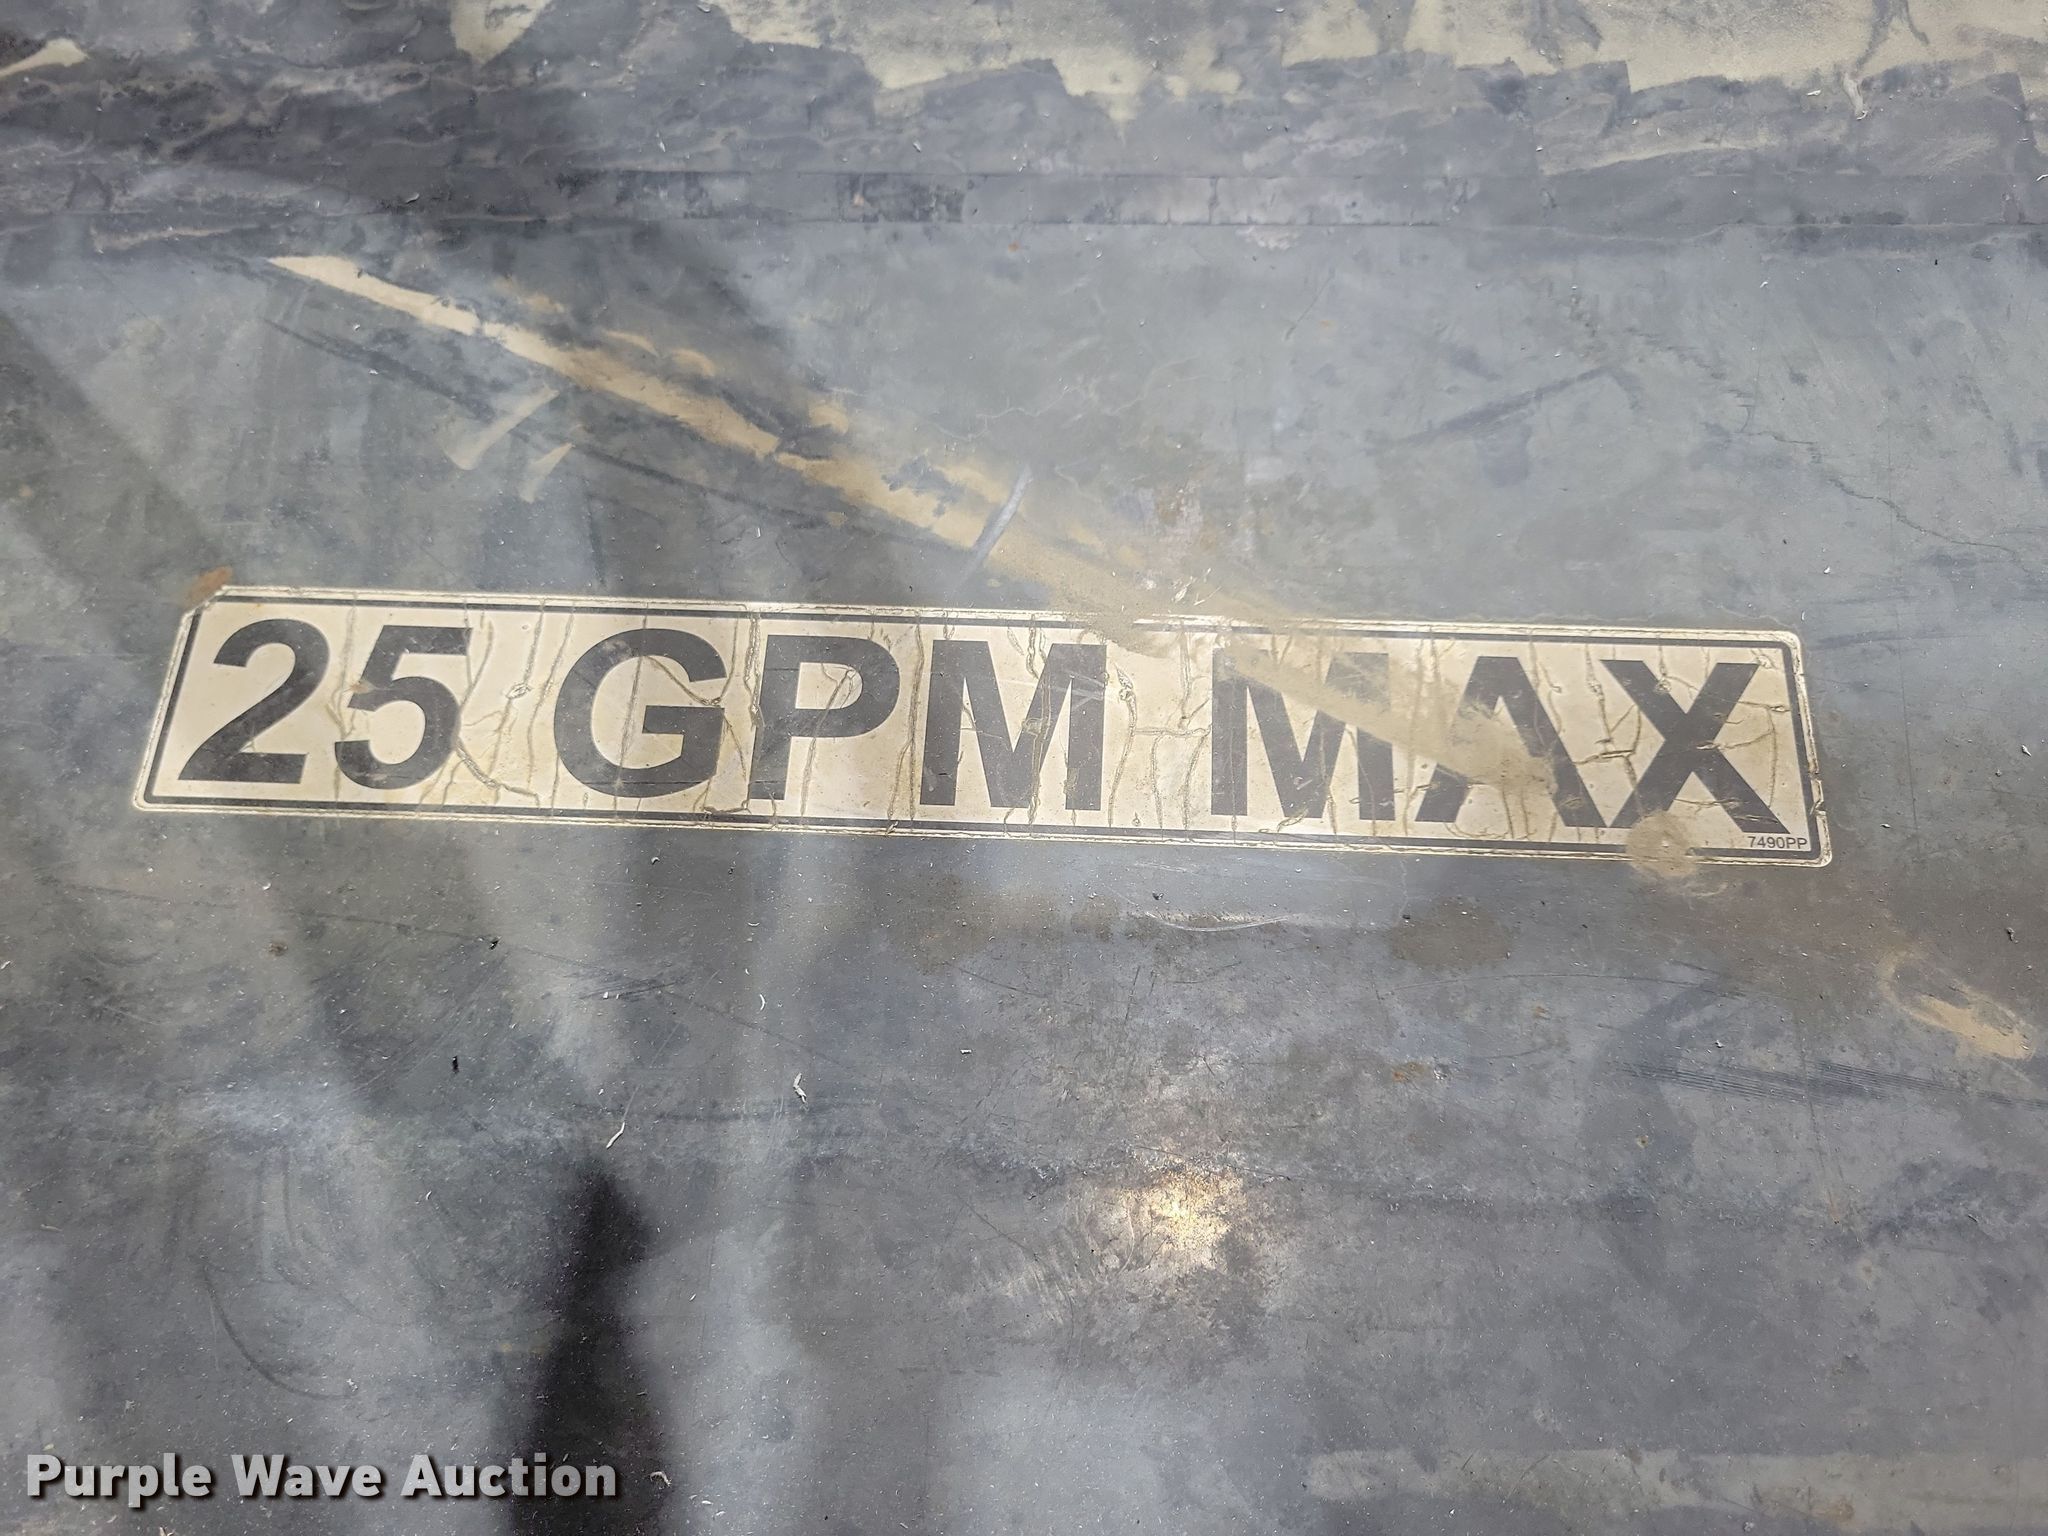 25 GPM MAX
7490PP
Purple Wave Auction